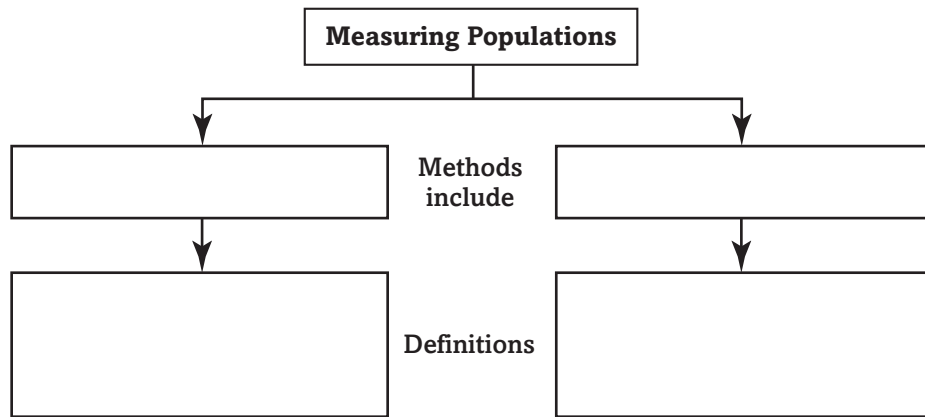 Measuring Populations
Methods
include
Definitions